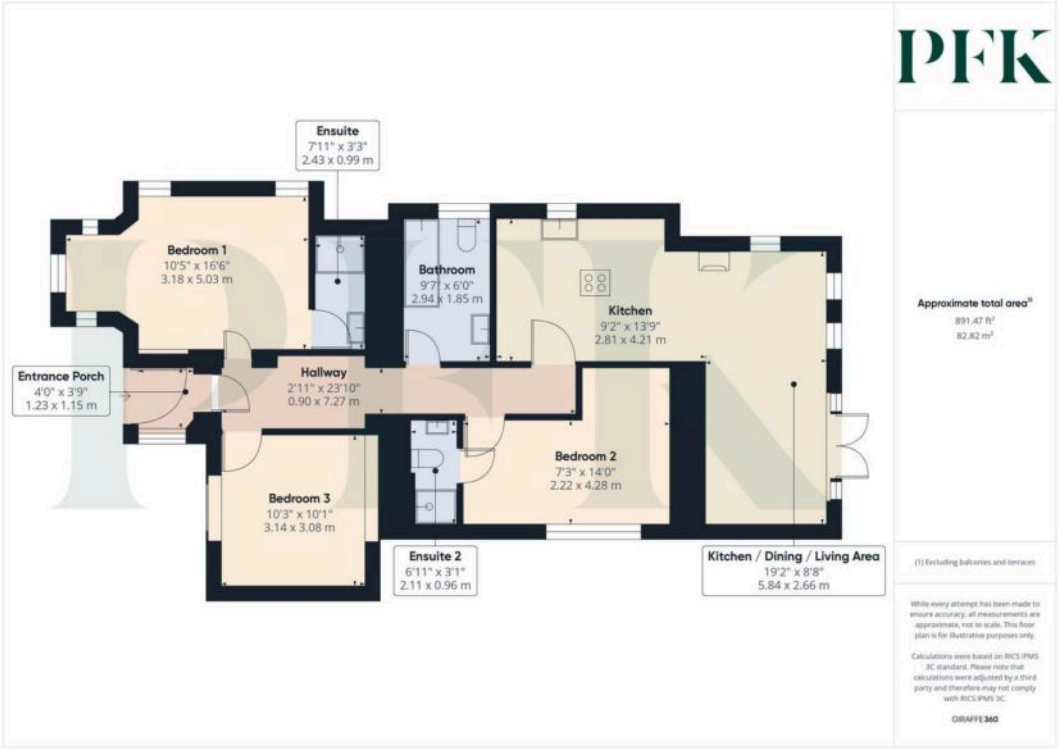 PFK
Ensuite
7'11" x 3'3"
2.43 x 0.99 m
Bedroom 1
10'5" x 16'6"
3.18 x 5.03 m
Bathroom
9'7" x 6'0"
2.94 x 1.85 m
Kitchen
9'2" x 13'9"
2.81 x 4.21 m
Entrance Porch
4'0" x 3'9"
1.23 x 1.15 m
Hallway
2'11" x 23'10"
0.90 x 7.27 m
Bedroom 2
7'3" x 14'0"
2.22 x 4.28 m
Bedroom 3
10'3" x 10'1"
3.14 x 3.08 m
Ensuite 2
6'11" x 3'1"
2.11 x 0.96 m
Kitchen / Dining / Living Area
19'2" x 8'8"
5.84 x 2.66 m
PFK
Approximate total area⁽¹⁾
891.47 ft²
82.82 m²
(1) Excluding balconies and terraces
While every attempt has been made to
ensure accuracy, all measurements are
approximate, not to scale. This floor
plan is for illustrative purposes only.
Calculations were based on RICS IPMS
3C standard. Please note that
calculations were adjusted by a third
party and therefore may not comply
with RICS IPMS 3C.
GIRAFFE360